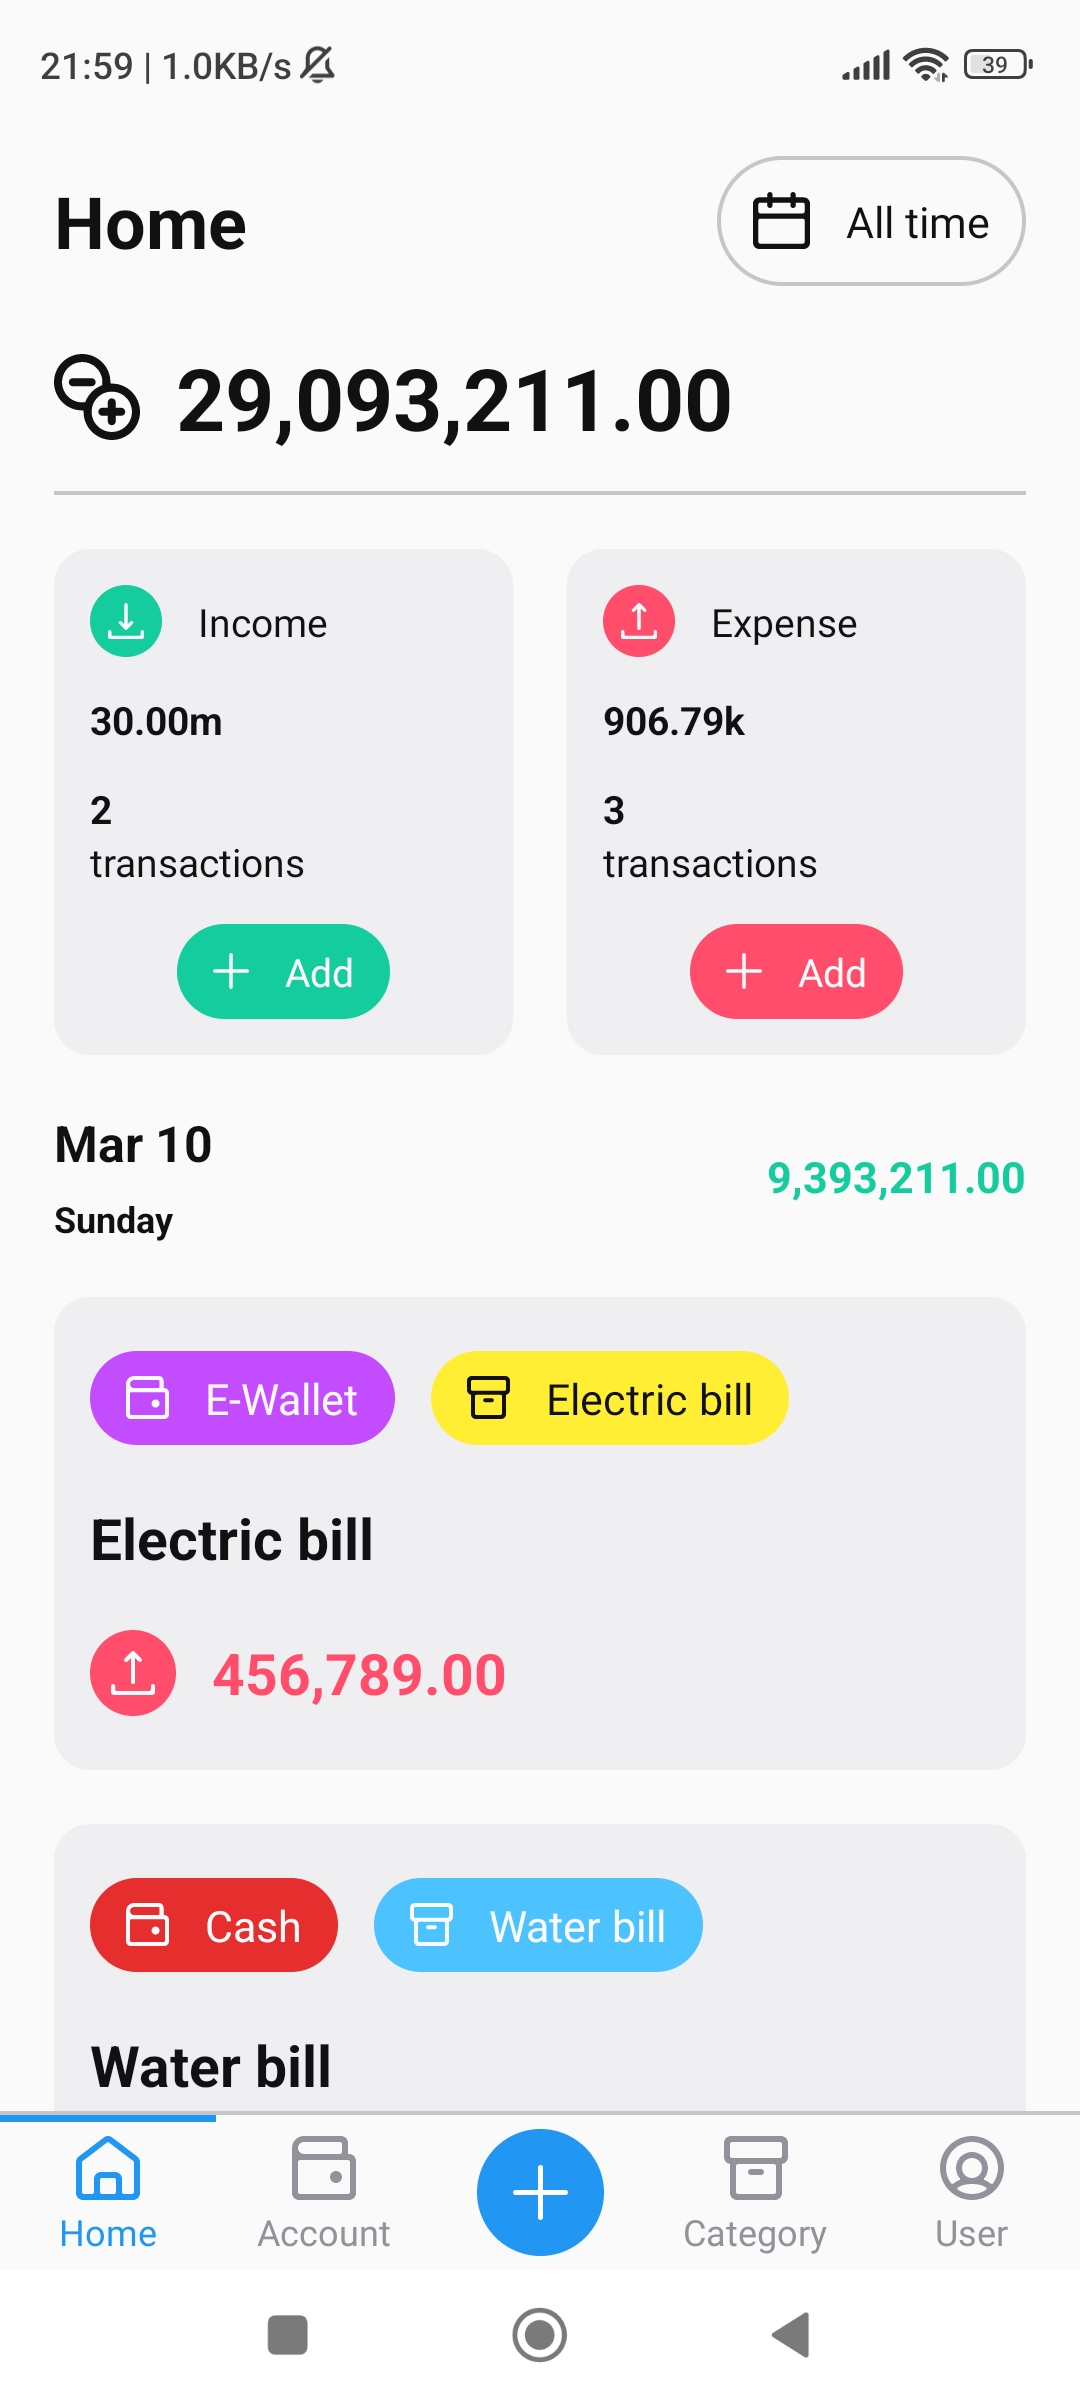 21:59 | 1.0KB/s
39
Home
All time
29,093,211.00
Income
30.00m
2
transactions
Add
Expense
906.79k
3
transactions
Add
Mar 10
Sunday
9,393,211.00
E-Wallet
Electric bill
Electric bill
456,789.00
Cash
Water bill
Water bill
Home
Account
Category
User